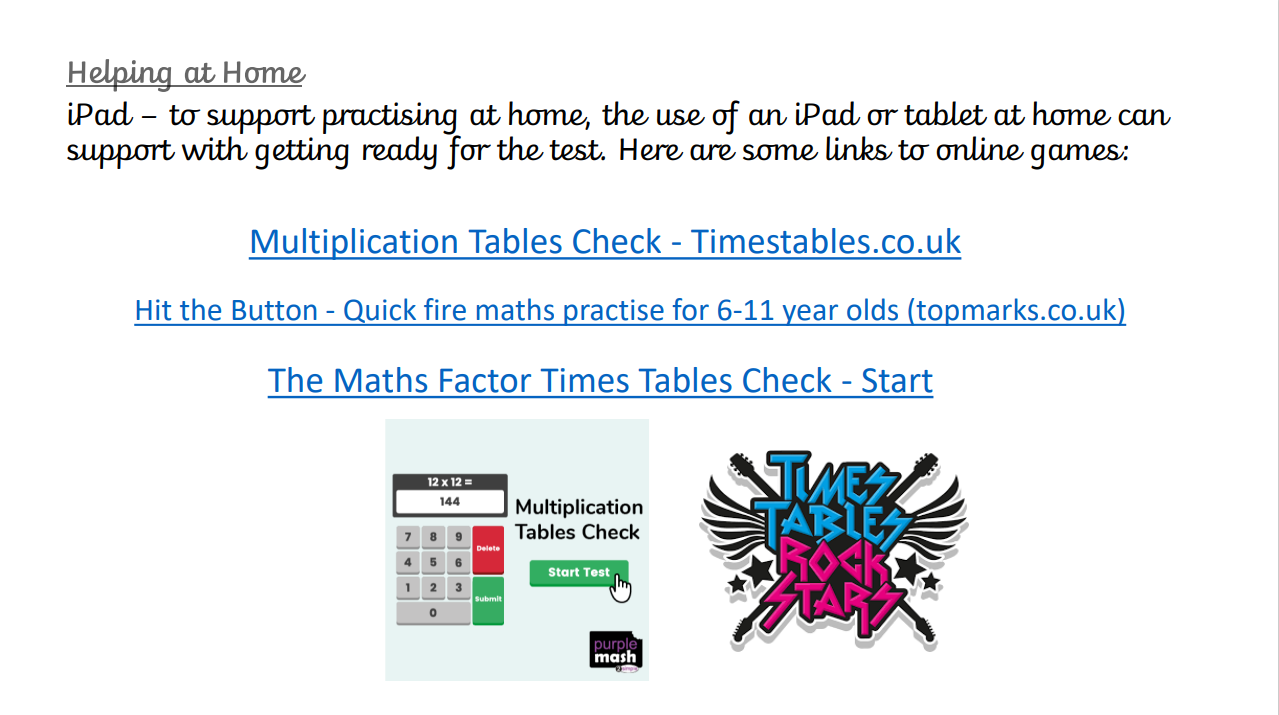 Helping at Home
iPad – to support practising at home, the use of an iPad or tablet at home can
support with getting ready for the test. Here are some links to online games:
Multiplication Tables Check - Timestables.co.uk
Hit the Button - Quick fire maths practise for 6-11 year olds (topmarks.co.uk)
The Maths Factor Times Tables Check - Start
12 x 12 =
144
7 8 9 Delete
4 5 6
1 2 3 Submit
0
Multiplication
Tables Check
Start Test
purple
mash
2simple
TIMES
TABLES
ROCK
STARS